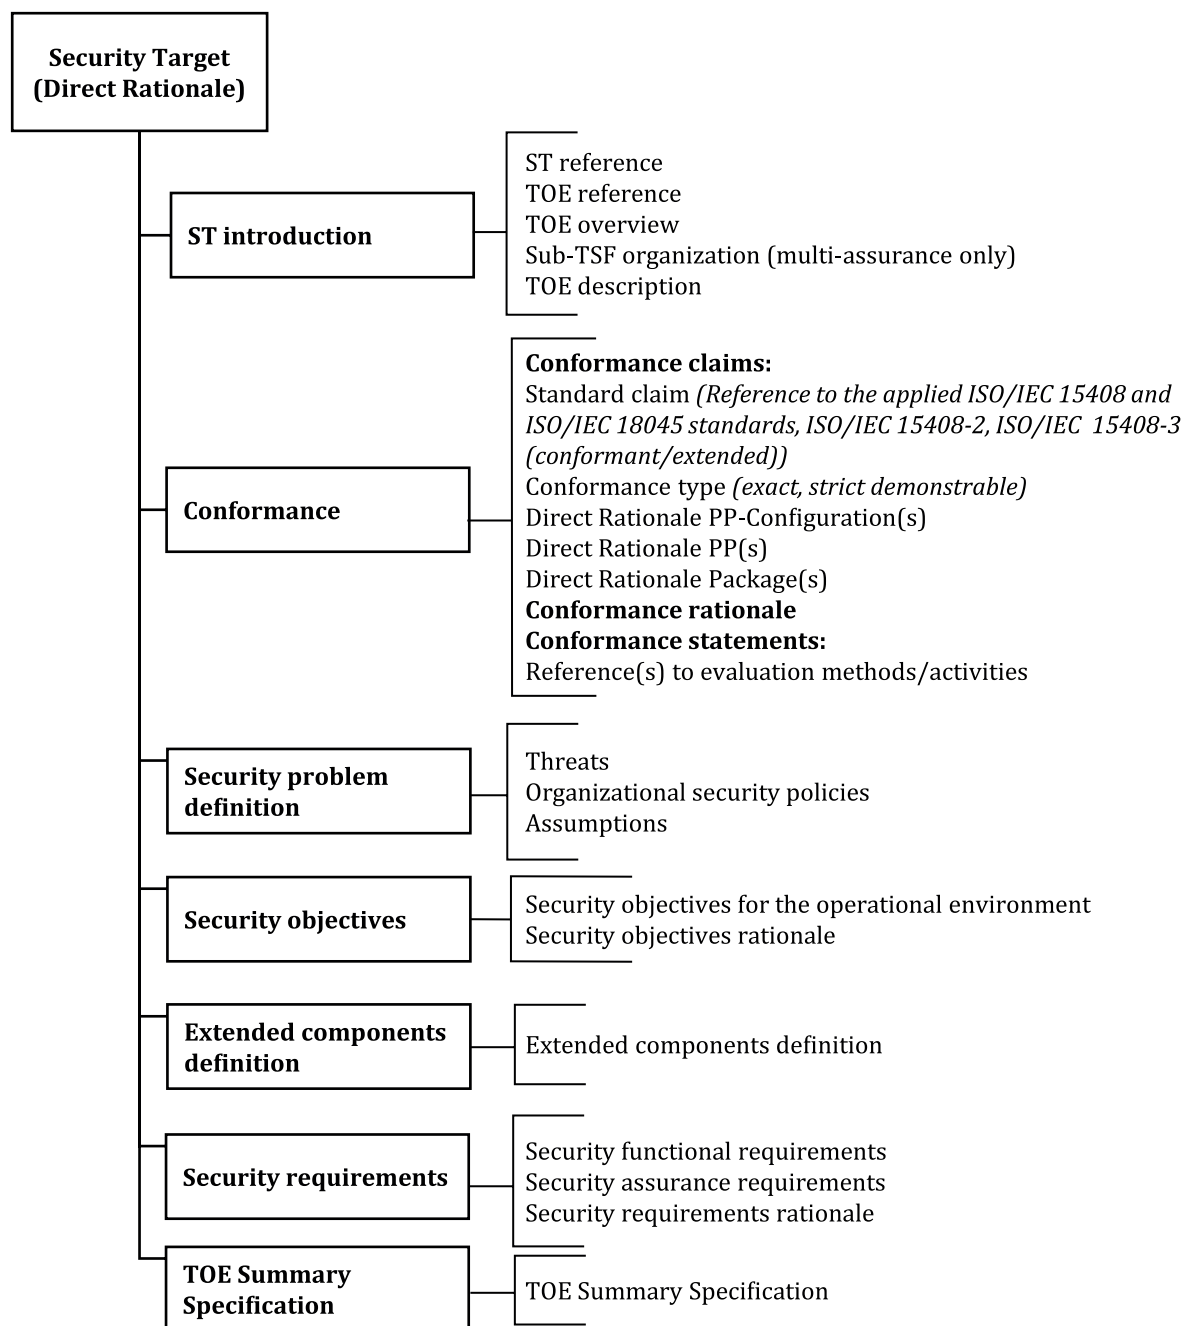 Security Target
(Direct Rationale)
ST introduction
ST reference
TOE reference
TOE overview
Sub-TSF organization (multi-assurance only)
TOE description
Conformance
Conformance claims:
Standard claim (Reference to the applied ISO/IEC 15408 and
ISO/IEC 18045 standards, ISO/IEC 15408-2, ISO/IEC  15408-3
(conformant/extended))
Conformance type (exact, strict demonstrable)
Direct Rationale PP-Configuration(s)
Direct Rationale PP(s)
Direct Rationale Package(s)
Conformance rationale
Conformance statements:
Reference(s) to evaluation methods/activities
Security problem
definition
Threats
Organizational security policies
Assumptions
Security objectives
Security objectives for the operational environment
Security objectives rationale
Extended components
definition
Extended components definition
Security requirements
Security functional requirements
Security assurance requirements
Security requirements rationale
TOE Summary
Specification
TOE Summary Specification